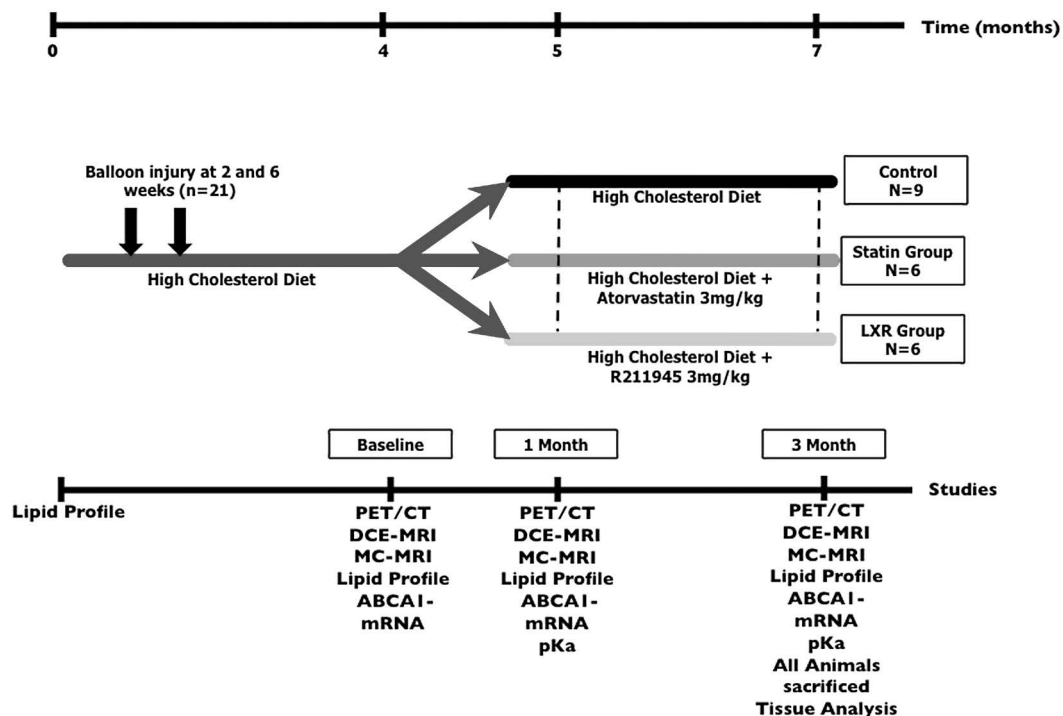 Time (months)
0
4
5
7
Balloon injury at 2 and 6
weeks (n=21)
High Cholesterol Diet
High Cholesterol Diet
Control
N=9
High Cholesterol Diet +
Atorvastatin 3mg/kg
Statin Group
N=6
High Cholesterol Diet +
R211945 3mg/kg
LXR Group
N=6
Baseline
1 Month
3 Month
Studies
Lipid Profile
PET/CT
DCE-MRI
MC-MRI
Lipid Profile
ABCA1-
mRNA
PET/CT
DCE-MRI
MC-MRI
Lipid Profile
ABCA1-
mRNA
pKa
PET/CT
DCE-MRI
MC-MRI
Lipid Profile
ABCA1-
mRNA
pKa
All Animals
sacrificed
Tissue Analysis